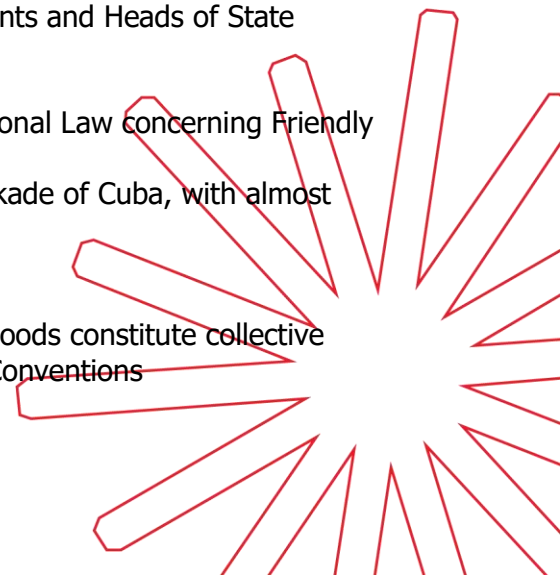 nts and Heads of State
onal Law concerning Friendly
kade of Cuba, with almost
oods constitute collective
Conventions